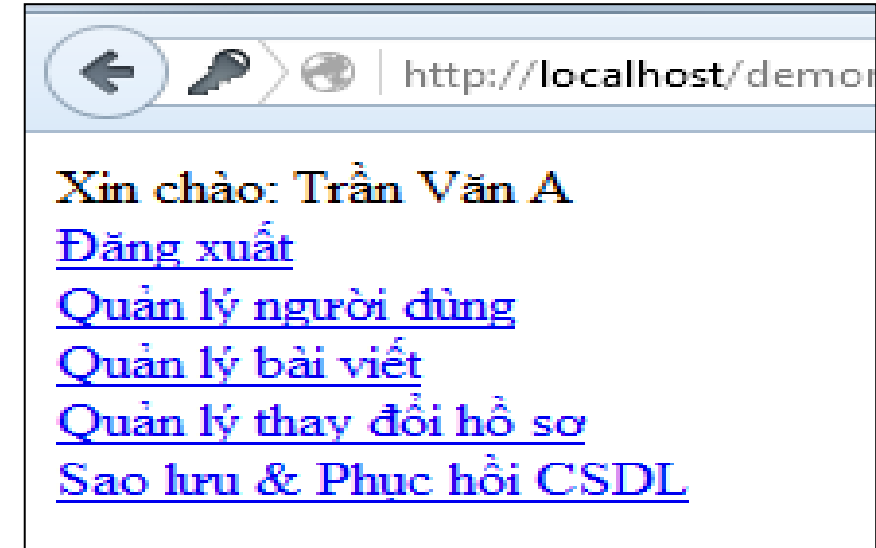 http://localhost/demor
Xin chào: Trần Văn A
Đăng xuất
Quản lý người dùng
Quản lý bài viết
Quản lý thay đổi hồ sơ
Sao lưu & Phục hồi CSDL